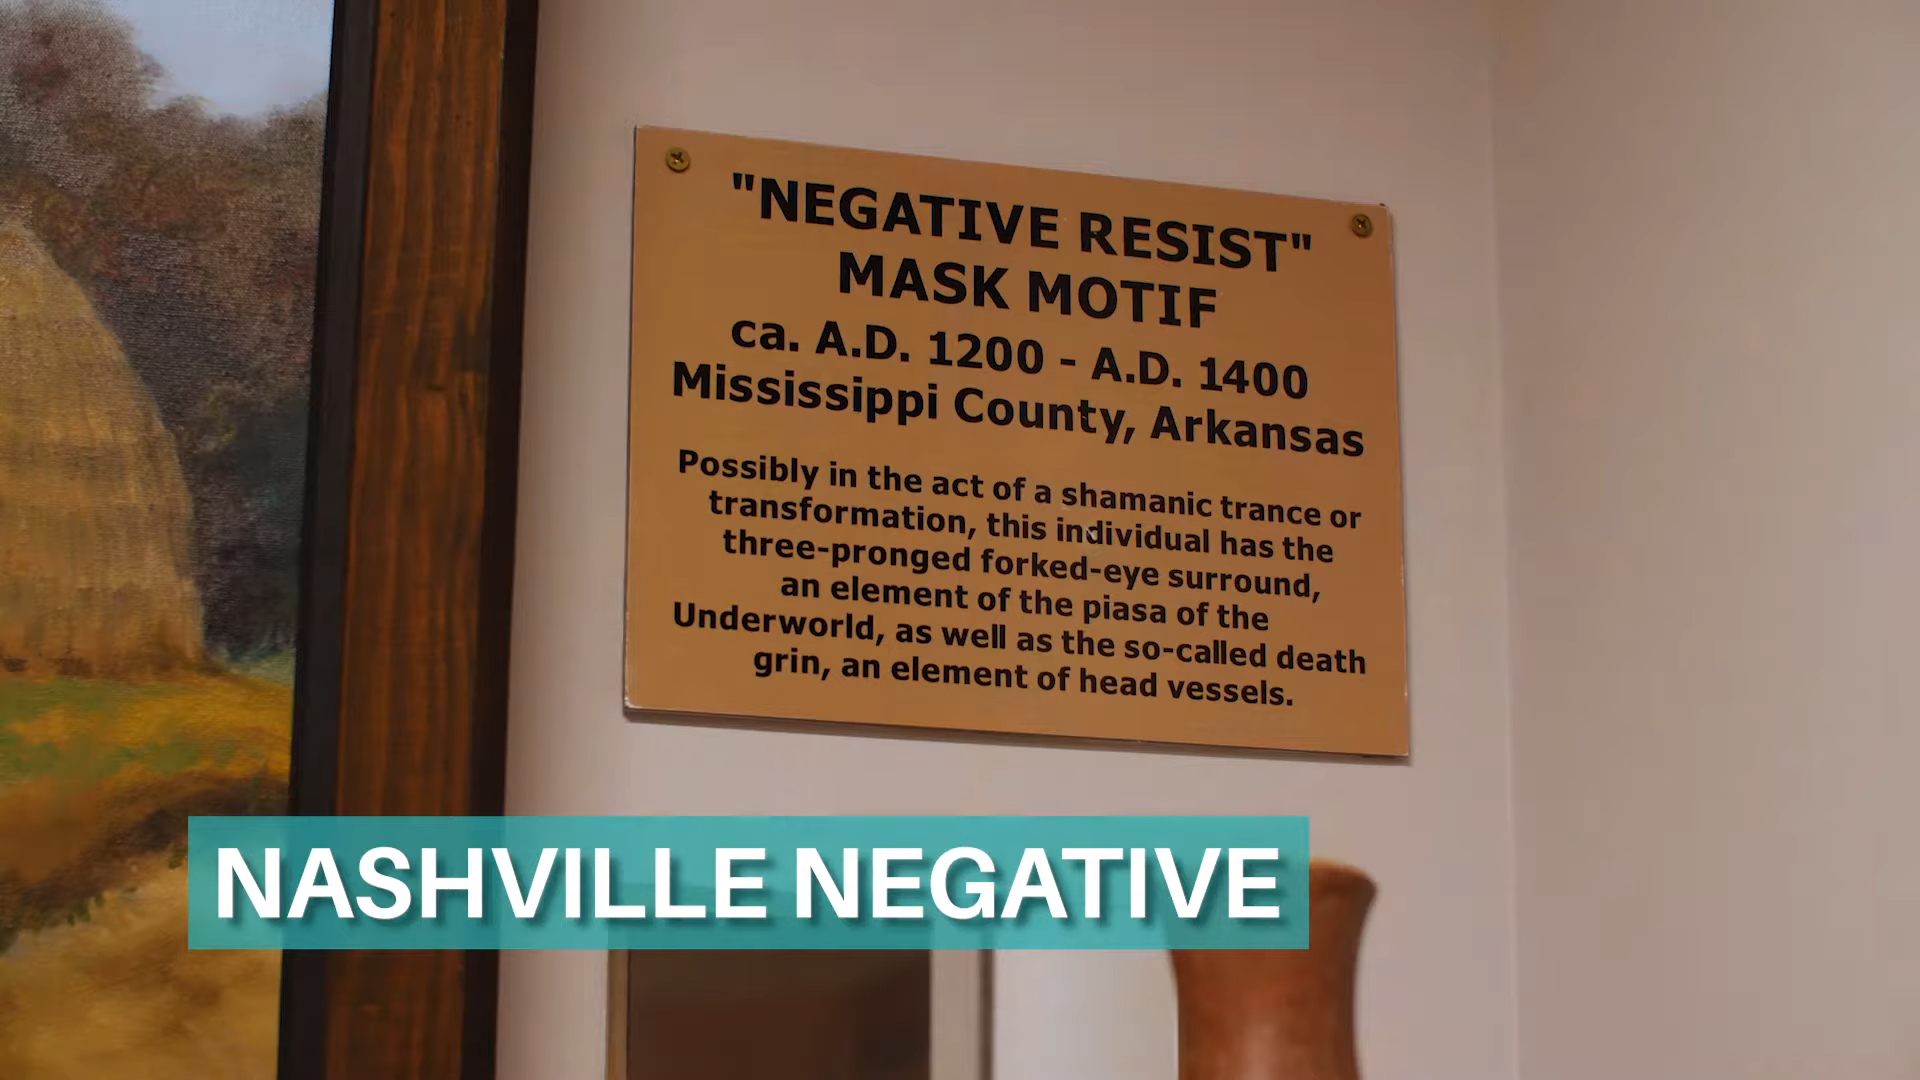 "NEGATIVE RESIST"
MASK MOTIF
ca. A.D. 1200 - A.D. 1400
Mississippi County, Arkansas
Possibly in the act of a shamanic trance or
transformation, this individual has the
three-pronged forked-eye surround,
an element of the piasa of the
Underworld, as well as the so-called death
grin, an element of head vessels.
NASHVILLE NEGATIVE